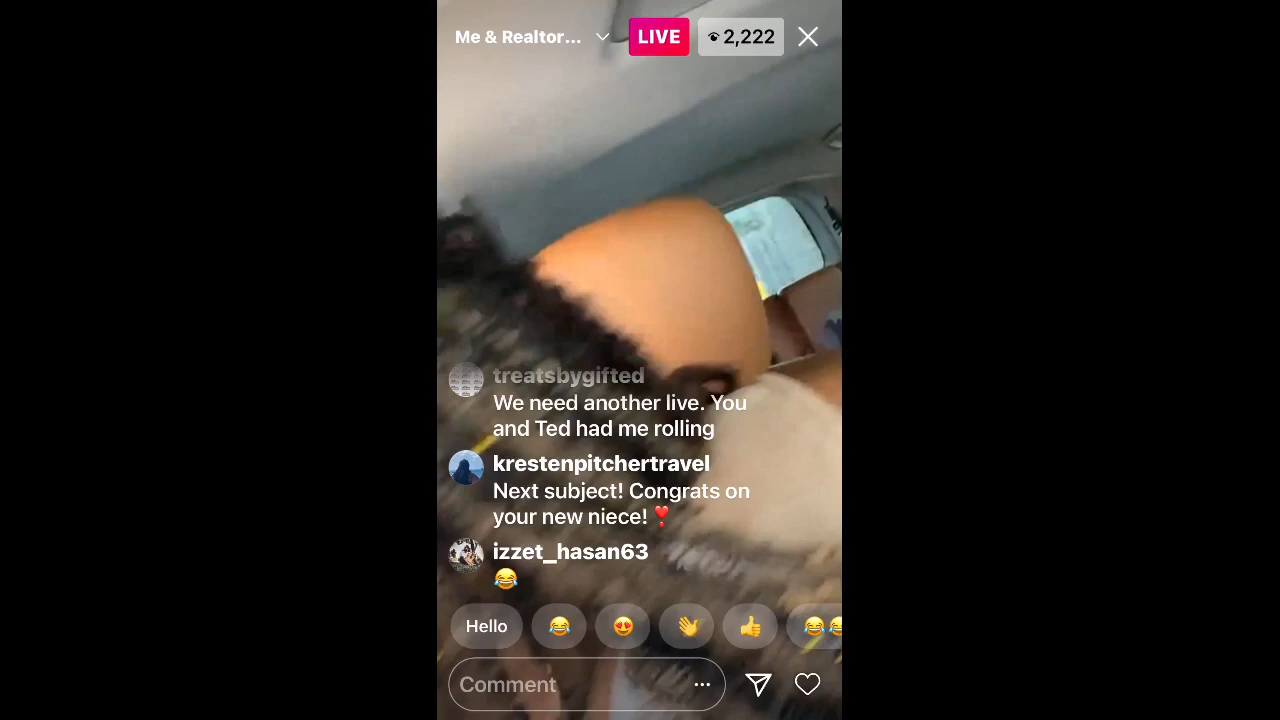 Me & Realtor...
LIVE
2,222
treatsbygifted
We need another live. You
and Ted had me rolling
krestenpitchertravel
Next subject! Congrats on
your new niece!❣️
izzet_hasan63
😂
Hello 😂 😍 👋 👍 😂😂
Comment ...